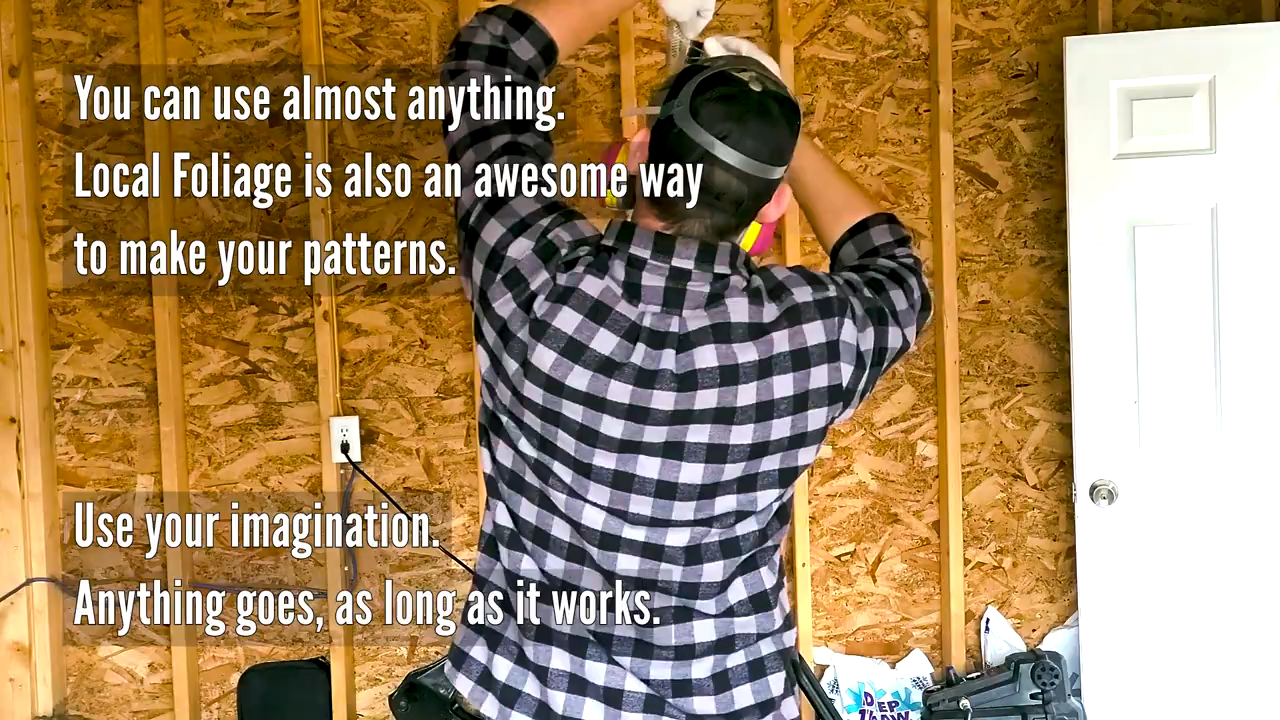 You can use almost anything.
Local Foliage is also an awesome way
to make your patterns.
Use your imagination.
Anything goes, as long as it works.